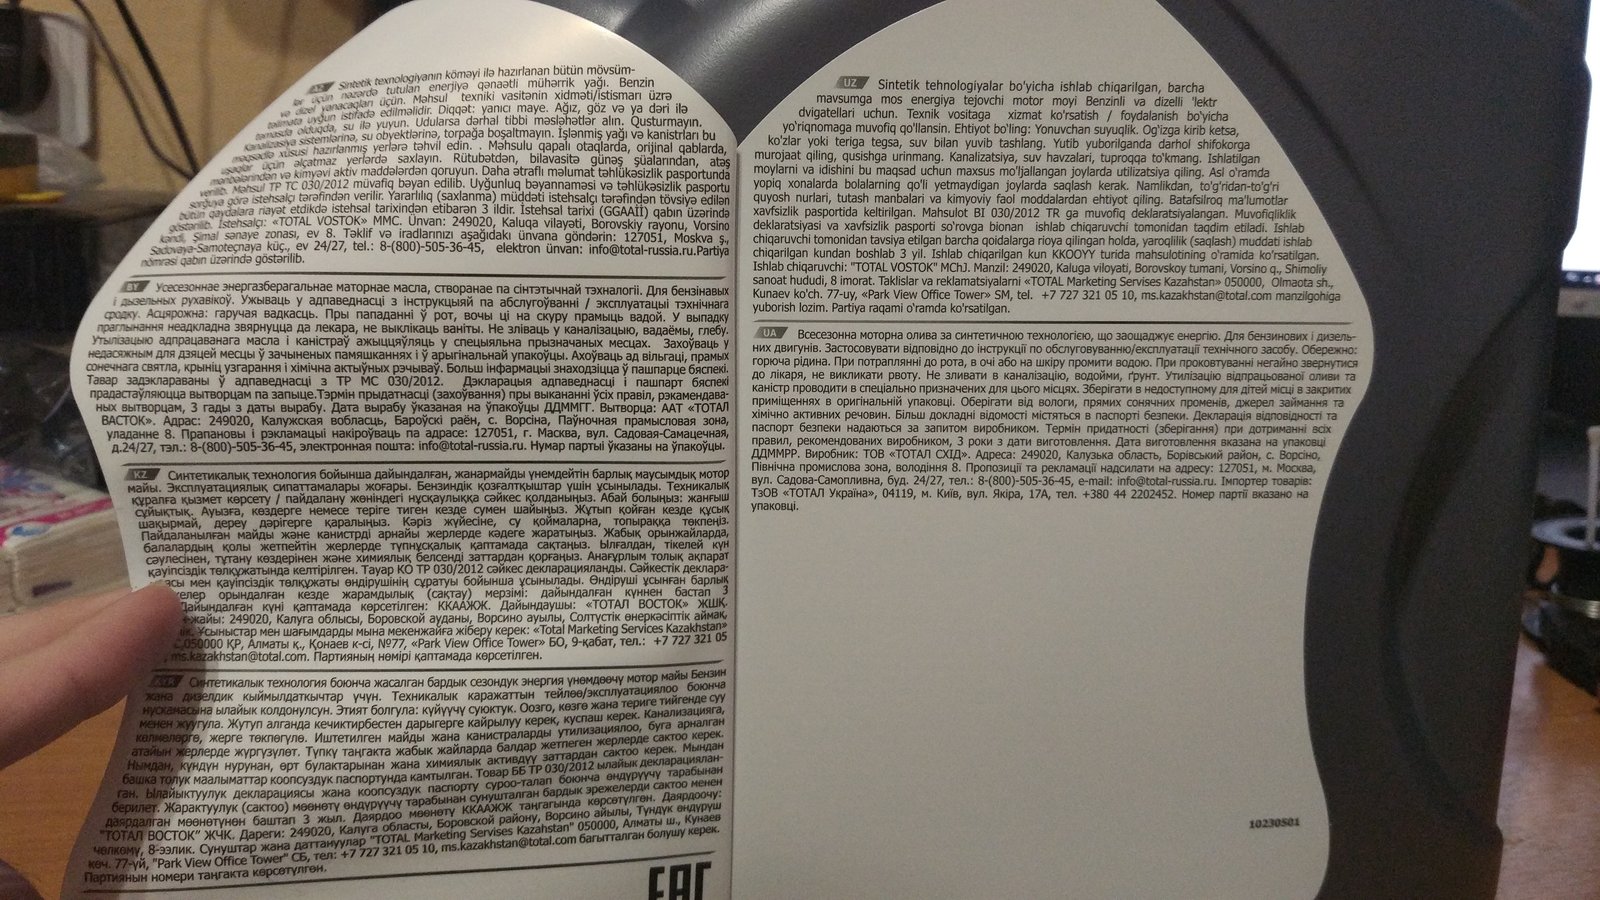 AZ Sintetik texnologiyanın köməyi ilə hazırlanan bütün mövsüm-
lər üçün nəzərdə tutulan enerjiyə qənaətli mühərrik yağı. Benzin
və dizel yanacaqları üçün. Məhsul texniki vasitənin xidməti/istisması üzrə
təlimata uyğun istifadə edilməlidir. Diqqət: yanıcı maye. Ağız, göz və ya dəri ilə
təmasda olduqda, su ilə yuyun. Udularsa dərhal tibbi məsləhətlər alın. Qusturmayın.
Kanalizasiya sistemlərinə, su obyektlərinə, torpağa boşaltmayın. İşlənmiş yağı və kanistrları bu
məqsədlə xüsusi hazırlanmış yerlərə təhvil edin. . Məhsulu qapalı otaqlarda, original qablarda,
uşaqlar üçün əlçatmaz yerlərdə saxlayın. Rütubətdən, bilavasitə günəş şüalarından, atəş
mənbələrindən və kimyəvi aktiv maddələrdən qoruyun. Daha ətraflı məlumat təhlükəsizlik pasportunda
verilib. Məhsul TP TC 030/2012 müvafiq bəyan edilib. Uyğunluq bəyannaməsi və təhlükəsizlik pasportu
sorğuya görə istehsalçı tərəfindən verilir. Yararlılıq (saxlanma) müddəti istehsalçı tərəfindən tövsiyə edilən
bütün qaydalara riayət etdikdə istehsal tarixindən etibarən 3 ildir. İstehsal tarixi (GGAAİİ) qabın üzərində
göstərilib. İstehsalçı: «TOTAL VOSTOK» MMC. Ünvan: 249020, Kaluqa vilayəti, Borovskiy rayonu, Vorsino
kəndi, Şimal sənaye zonası, ev 8. Təklif və iradlarınızı aşağıdakı ünvana göndərin: 127051, Moskva ş.,
Sadovaya-Samoteçnaya küç., ev 24/27, tel.: 8-(800)-505-36-45, elektron ünvan: info@total-russia.ru.Partiya
nömrəsi qabın üzərində göstərilib.
BY Усесезоннае энергазберагальнае маторнае масла, створанае па сінтэтычнай тэхналогіі. Для бензінавых
і дызельных рухавікоў. Ужываць у адпаведнасці з інструкцыяй па абслугоўванні / эксплуатацыі тэхнічнага
сродку. Асцярожна: гаручая вадкасць. Пры пападанні ў рот, вочы ці на скуру прамыць вадой. У выпадку
праглынання неадкладна звярнуцца да лекара, не выклікаць ваніты. Не зліваць у каналізацыю, вадаёмы, глебу.
Утылізацыю адпрацаванага масла і каністраў ажыццяўляць у спецыяльна прызначаных месцах. Захоўваць у
недасяжным для дзяцей месцы ў зачыненых памяшканнях і ў арыгінальнай упакоўцы. Ахоўваць ад вільгаці, прамых
сонечнага святла, крыніц узгарання і хімічна актыўных рэчываў. Больш інфармацыі знаходзіцца ў пашпарце бяспекі.
Тавар задэклараваны ў адпаведнасці з ТР МС 030/2012. Дэкларацыя адпаведнасці і пашпарт бяспекі
прадастаўляюцца вытворцам па запыце.Тэрмін прыдатнасці (захоўвання) пры выкананні ўсіх правіл, рэкамендава-
ных вытворцам, 3 гады з даты вырабу. Дата вырабу ўказаная на ўпакоўцы ДДММГГ. Вытворца: ААТ «ТОТАЛ
ВАСТОК». Адрас: 249020, Калужская вобласць, Бароўскі раён, с. Ворсіна, Паўночная прамысловая зона,
уладанне 8. Прапановы і рэкламацыі накіроўваць па адрасе: 127051, г. Масква, вул. Садовая-Самацечная,
д.24/27, тэл.: 8-(800)-505-36-45, электронная пошта: info@total-russia.ru. Нумар партыі ўказаны на ўпакоўцы.
KZ Синтетикалық технология бойынша дайындалған, жанармайды үнемдейтін барлық маусымдық мотор
майы. Эксплуатациялық сипаттамалары жоғары. Бензиндік қозғалтқыштар үшін ұсынылады. Техникалық
құралға қызмет көрсету / пайдалану жөніндегі нұсқаулыққа сәйкес қолданыңыз. Абай болыңыз: жанғыш
сұйықтық. Ауызға, көздерге немесе теріге тиген кезде сумен шайыңыз. Жұтып қойған кезде құсық
шақырмай, дереу дәрігерге қаралыңыз. Кәріз жүйесіне, су қоймаларна, топыраққа төкпеңіз.
Пайдаланылған майды және канистрді арнайы жерлерде кәдеге жаратыңыз. Жабық орынжайларда,
балалардың қолы жетпейтін жерлерде түпнұсқалық қаптамада сақтаңыз. Ылғалдан, тікелей күн
сәулесінен, тұтану көздерінен және химиялық белсенді заттардан қорғаңыз. Анағұрлым толық ақпарат
қауіпсіздік төлқұжатында келтірілген. Тауар КО ТР 030/2012 сәйкес декларацияланды. Сәйкестік деклара-
мен қауіпсіздік төлқұжаты өндірушінің сұратуы бойынша ұсынылады. Өндіруші ұсынған барлық
орындалған кезде жарамдылық (сақтау) мерзімі: дайындалған күннен бастап 3
Дайындалған күні қаптамада көрсетілген: ККААЖЖ. Дайындаушы: «ТОТАЛ ВОСТОК» ЖШҚ.
249020, Калуга облысы, Боровской ауданы, Ворсино ауылы, Солтүстік өнеркәсіптік аймақ,
Усыныстар мен шағымдарды мына мекенжайға жіберу керек: «Total Marketing Services Kazakhstan»
050000 ҚР, Алматы қ., Қонаев к-сі, №77, «Park View Office Tower» БО, 9-қабат, тел.: +7 727 321 05
ms.kazakhstan@total.com. Партияның нөмірі қаптамада көрсетілген.
Синтетикалык технология боюнча жасалган бардык сезондук энергия үнөмдөөчү мотор майы Бензин
жана дизелдик кыймылдаткычтар үчүн. Техникалык каражаттын тейлөө/эксплуатациялоо боюнча
нускамасына ылайык колдонулсун. Этият болгула: күйүүчү суюктук. Оозго, көзгө жана териге тийгенде суу
менен жуугула. Жутуп алганда кечиктирбестен дарыгерге кайрылуу керек, куспаш керек. Канализацияга,
көлмөлөргө, жерге төкпөгүлө. Иштетилген майды жана канистраларды утилизациялоо, буга арналган
атайын жерлерде жүргүзүлөт. Түпкү таңгакта жабык жайларда балдар жетпеген жерлерде сактоо керек.
Нымдан, күндүн нурунан, өрт булактарынан жана химиялык активдүү заттардан сактоо керек. Мындан
башка толук маалыматтар коопсуздук паспортунда камтылган. Товар ББ ТР 030/2012 ылайык декларациялан-
ган. Ылайыктуулук декларациясы жана коопсуздук паспорту суроо-талап боюнча өндүрүүчү тарабынан
берилет. Жарактуулук (сактоо) мөөнөтү өндүрүүчү тарабынан сунушталган бардык эрежелерди сактоо менен
даярдалган мөөнөтүнөн баштап 3 жыл. Даярдоо мөөнөтү ККААЖЖ таңгагында көрсөтүлгөн. Даярдоочу:
"ТОТАЛ ВОСТОК" ЖЧК. Дареги: 249020, Калуга областы, Боровской району, Ворсино айылы, Түндүк өндүрүш
чөлкөмү, 8-ээлик. Сунуштар жана даттануулар "TOTAL Marketing Servises Kazahstan" 050000, Алматы ш., Кунаев
көч. 77-үй, "Park View Office Tower" СБ, тел: +7 727 321 05 10, ms.kazakhstan@total.com багытталган болушу керек.
Партиянын номери таңгакта көрсөтүлгөн.
EAC
UZ Sintetik tehnologiyalar bo'yicha ishlab chiqarilgan, barcha
mavsumga mos energiya tejovchi motor moyi Benzinli va dizelli 'lektr
dvigatellari uchun. Texnik vositaga xizmat ko'rsatish / foydalanish bo'yicha
yo'riqnomaga muvofiq qo'llansin. Ehtiyot bo'ling: Yonuvchan suyuqlik. Og'izga kirib ketsa,
ko'zlar yoki teriga tegsa, suv bilan yuvib tashlang. Yutib yuborilganda darhol shifokorga
murojaat qiling, qusishga urinmang. Kanalizatsiya, suv havzalari, tuproqqa to'kmang. Ishlatilgan
moylarni va idishini bu maqsad uchun maxsus mo'ljallangan joylarda utilizatsiya qiling. Asl o'ramda
yopiq xonalarda bolalarning qo'li yetmaydigan joylarda saqlash kerak. Namlikdan, to'g'ridan-to'g'ri
quyosh nurlari, tutash manbalari va kimyoviy faol moddalardan ehtiyot qiling. Batafsilroq ma'lumotlar
xavfsizlik pasportida keltirilgan. Mahsulot BI 030/2012 TR ga muvofiq deklaratsiyalangan. Muvofiqliklik
deklaratsiyasi va xavfsizlik pasporti so'rovga bionan ishlab chiqaruvchi tomonidan taqdim etiladi. Ishlab
chiqaruvchi tomonidan tavsiya etilgan barcha qoidalarga rioya qilingan holda, yaroqlilik (saqlash) muddati ishlab
chiqarilgan kundan boshlab 3 yil. Ishlab chiqarilgan kun KKOOYY turida mahsulotining o'ramida ko'rsatilgan.
Ishlab chiqaruvchi: "TOTAL VOSTOK" MChJ. Manzil: 249020, Kaluga viloyati, Borovskoy tumani, Vorsino q., Shimoliy
sanoat hududi, 8 imorat. Taklislar va reklamatsiyalarni «TOTAL Marketing Servises Kazahstan» 050000, Olmaota sh.,
Kunaev ko'ch. 77-uy, «Park View Office Tower» SM, tel. +7 727 321 05 10, ms.kazakhstan@total.com manzilgohiga
yuborish lozim. Partiya raqami o'ramda ko'rsatilgan.
UA Всесезонна моторна олива за синтетичною технологією, що заощаджує енергію. Для бензинових і дизель-
них двигунів. Застосовувати відповідно до інструкції по обслуговуванню/експлуатації технічного засобу. Обережно:
горюча рідина. При потраплянні до рота, в очі або на шкіру промити водою. При проковтуванні негайно звернутися
до лікаря, не викликати рвоту. Не зливати в каналізацію, водойми, ґрунт. Утилізацію відпрацьованої оливи та
каністр проводити в спеціально призначених для цього місцях. Зберігасі в недоступному для дітей місці в закритих
приміщеннях в оригінальній упаковці. Оберігати від вологи, прямих сонячних променів, джерел займання та
хімічно активних речовин. Більш докладні відомості містяться в паспорті безпеки. Декларація відповідності та
паспорт безпеки надаються за запитом виробником. Термін придатності (зберігання) при дотриманні всіх
правил, рекомендованих виробником, 3 роки з дати виготовлення. Дата виготовлення вказана на упаковці
ДДММРР. Виробник: ТОВ «ТОТАЛ СХІД». Адреса: 249020, Калузька область, Борівський район, с. Ворсіно,
Північна промислова зона, володіння 8. Пропозиції та рекламації надсилати на адресу: 127051, м. Москва,
вул. Садова-Самопливна, буд. 24/27, тел.: 8-(800)-505-36-45, e-mail: info@total-russia.ru. Імпортер товарів:
ТзОВ «ТОТАЛ Україна», 04119, м. Київ, вул. Якіра, 17А, тел. +380 44 2202452. Номер партії вказано на
упаковці.
10230501